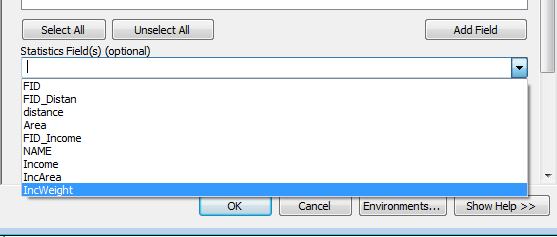 Select All Unselect All Add Field
Statistics Field(s) (optional)
FID
FID_Distan
distance
Area
FID_Income
NAME
Income
IncArea
IncWeight
OK Cancel Environments... Show Help >>